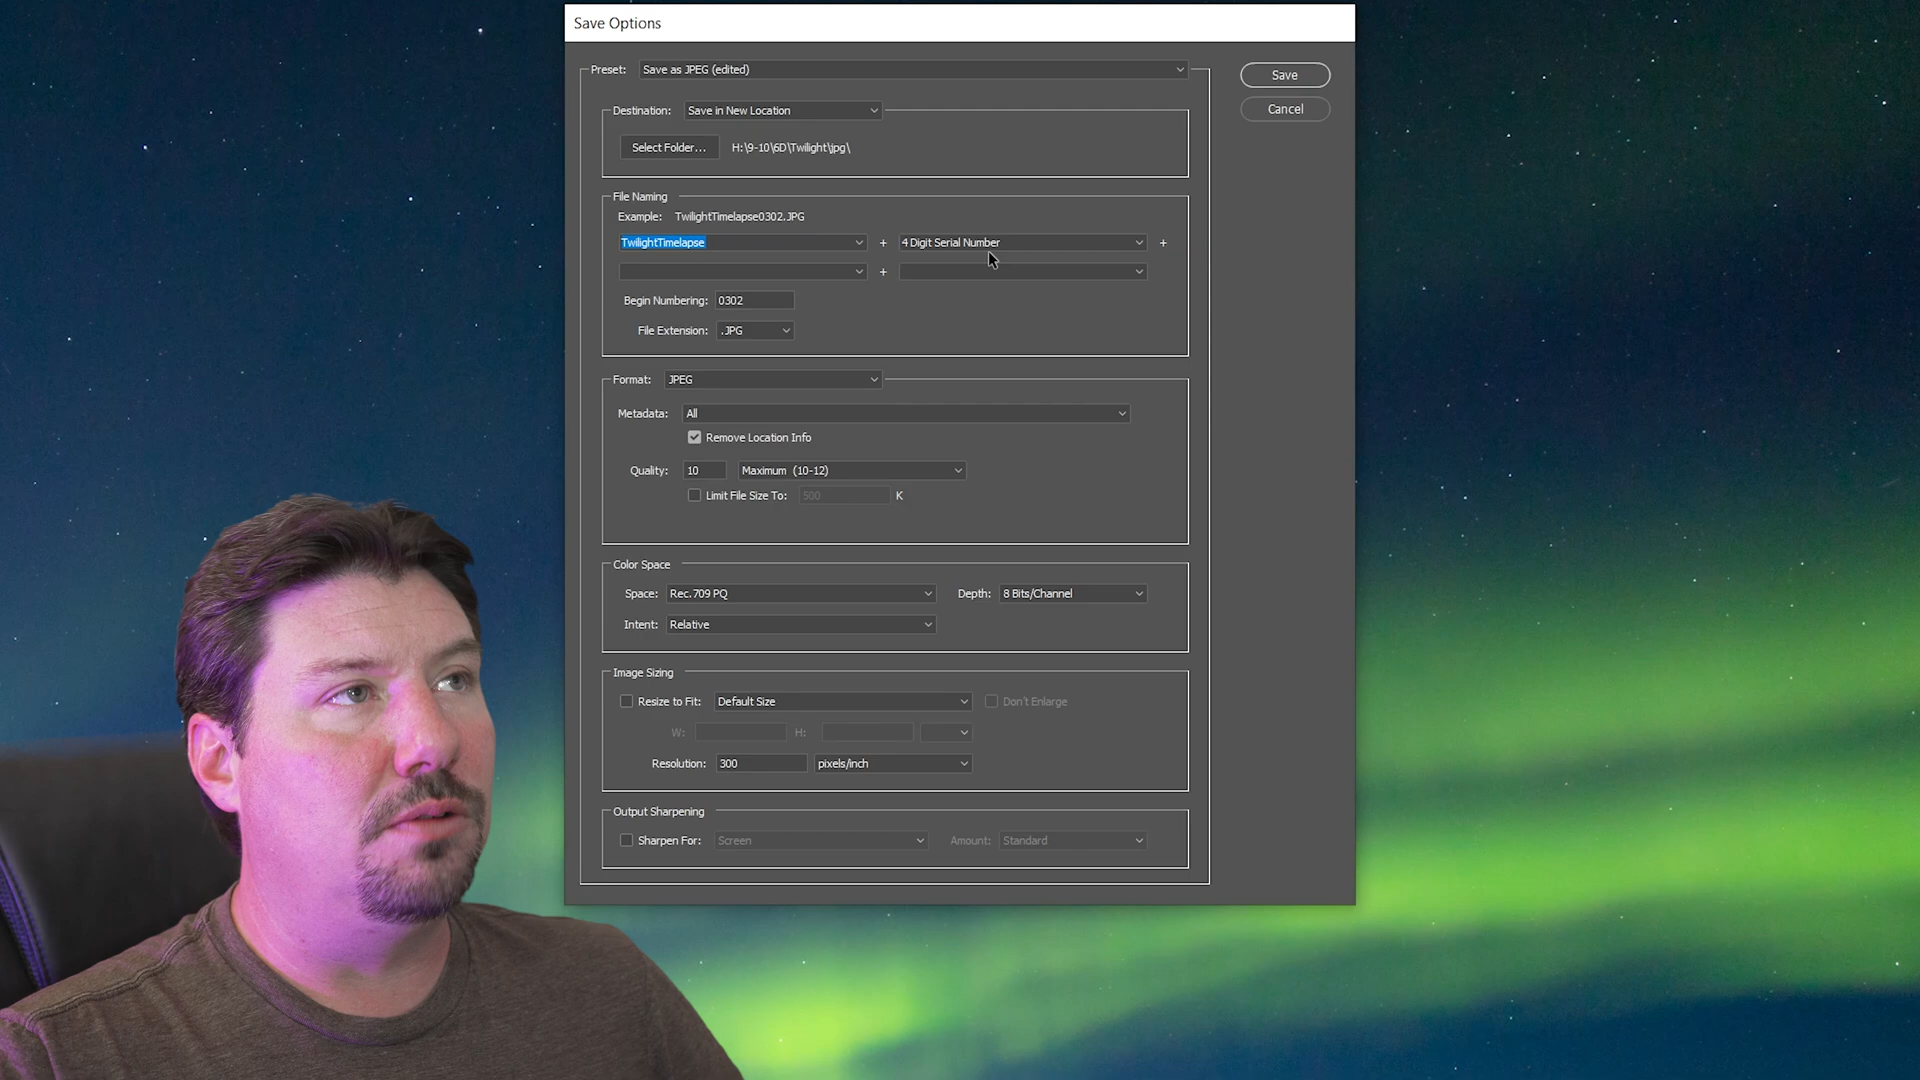 Save Options
Preset: Save as JPEG (edited)
Save
Cancel
Destination: Save in New Location
Select Folder... H:\9-10\6D\Twilight\jpg\
File Naming
Example: TwilightTimelapse0302.JPG
TwilightTimelapse + 4 Digit Serial Number +
+
Begin Numbering: 0302
File Extension: .JPG
Format: JPEG
Metadata: All
Remove Location Info
Quality: 10 Maximum (10-12)
Limit File Size To: 500 K
Color Space
Space: Rec.709 PQ Depth: 8 Bits/Channel
Intent: Relative
Image Sizing
Resize to Fit: Default Size Don't Enlarge
W: H:
Resolution: 300 pixels/inch
Output Sharpening
Sharpen For: Screen Amount: Standard